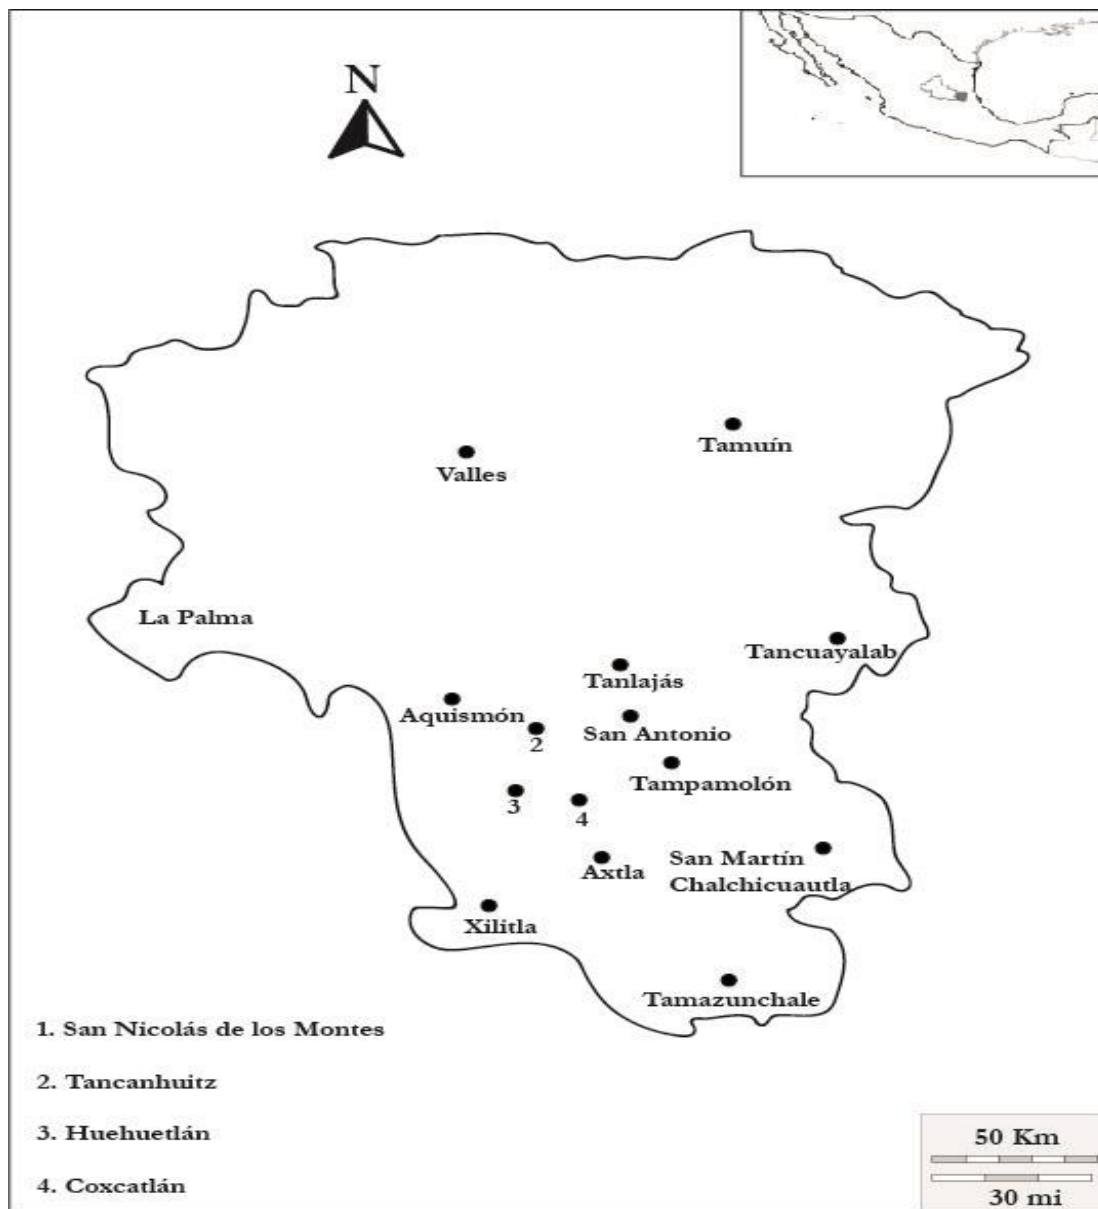 N
Tamuín
Valles
La Palma
Tancuayalab
Tanlajás
Aquismón
San Antonio
2
Tampamolón
3
4
San Martín
Chalchicuautla
Axtla
Xilitla
Tamazunchale
1. San Nicolás de los Montes
2. Tancanhuitz
3. Huehuetlán
4. Coxcatlán
50 Km
30 mi